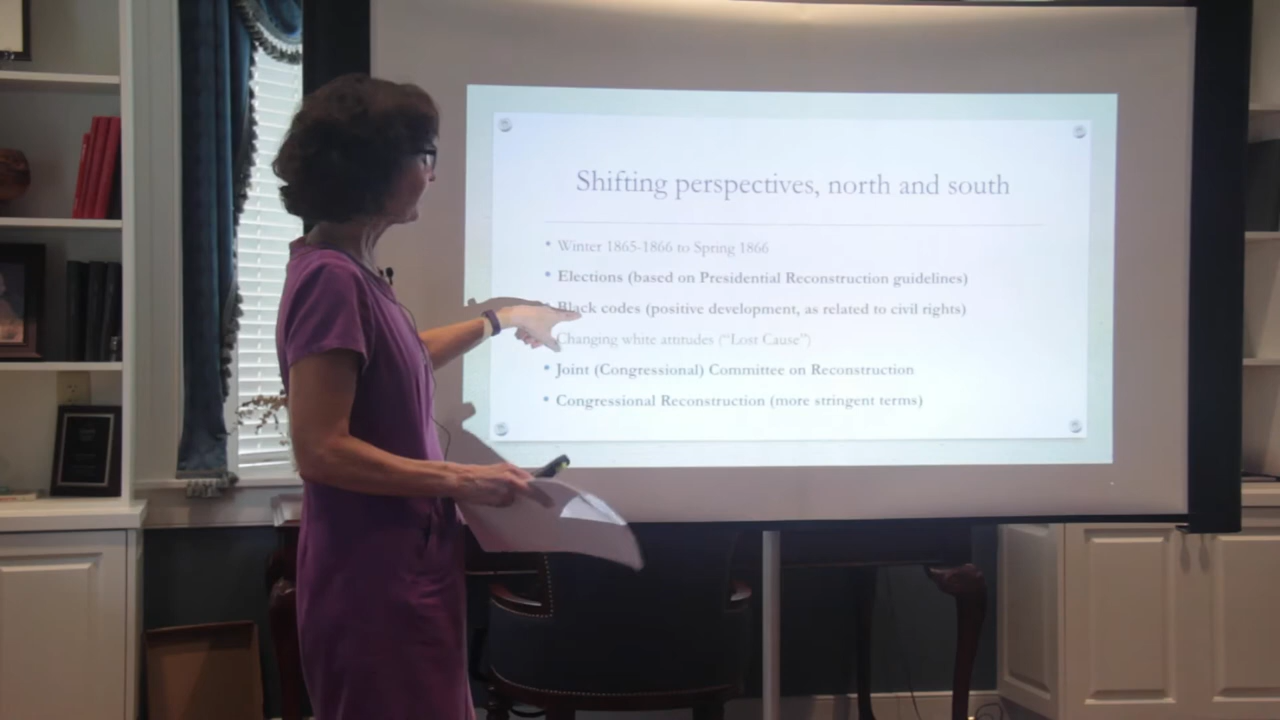 Shifting perspectives, north and south
• Winter 1865-1866 to Spring 1866
• Elections (based on Presidential Reconstruction guidelines)
• Black codes (positive development, as related to civil rights)
Changing white attitudes ("Lost Cause")
• Joint (Congressional) Committee on Reconstruction
• Congressional Reconstruction (more stringent terms)